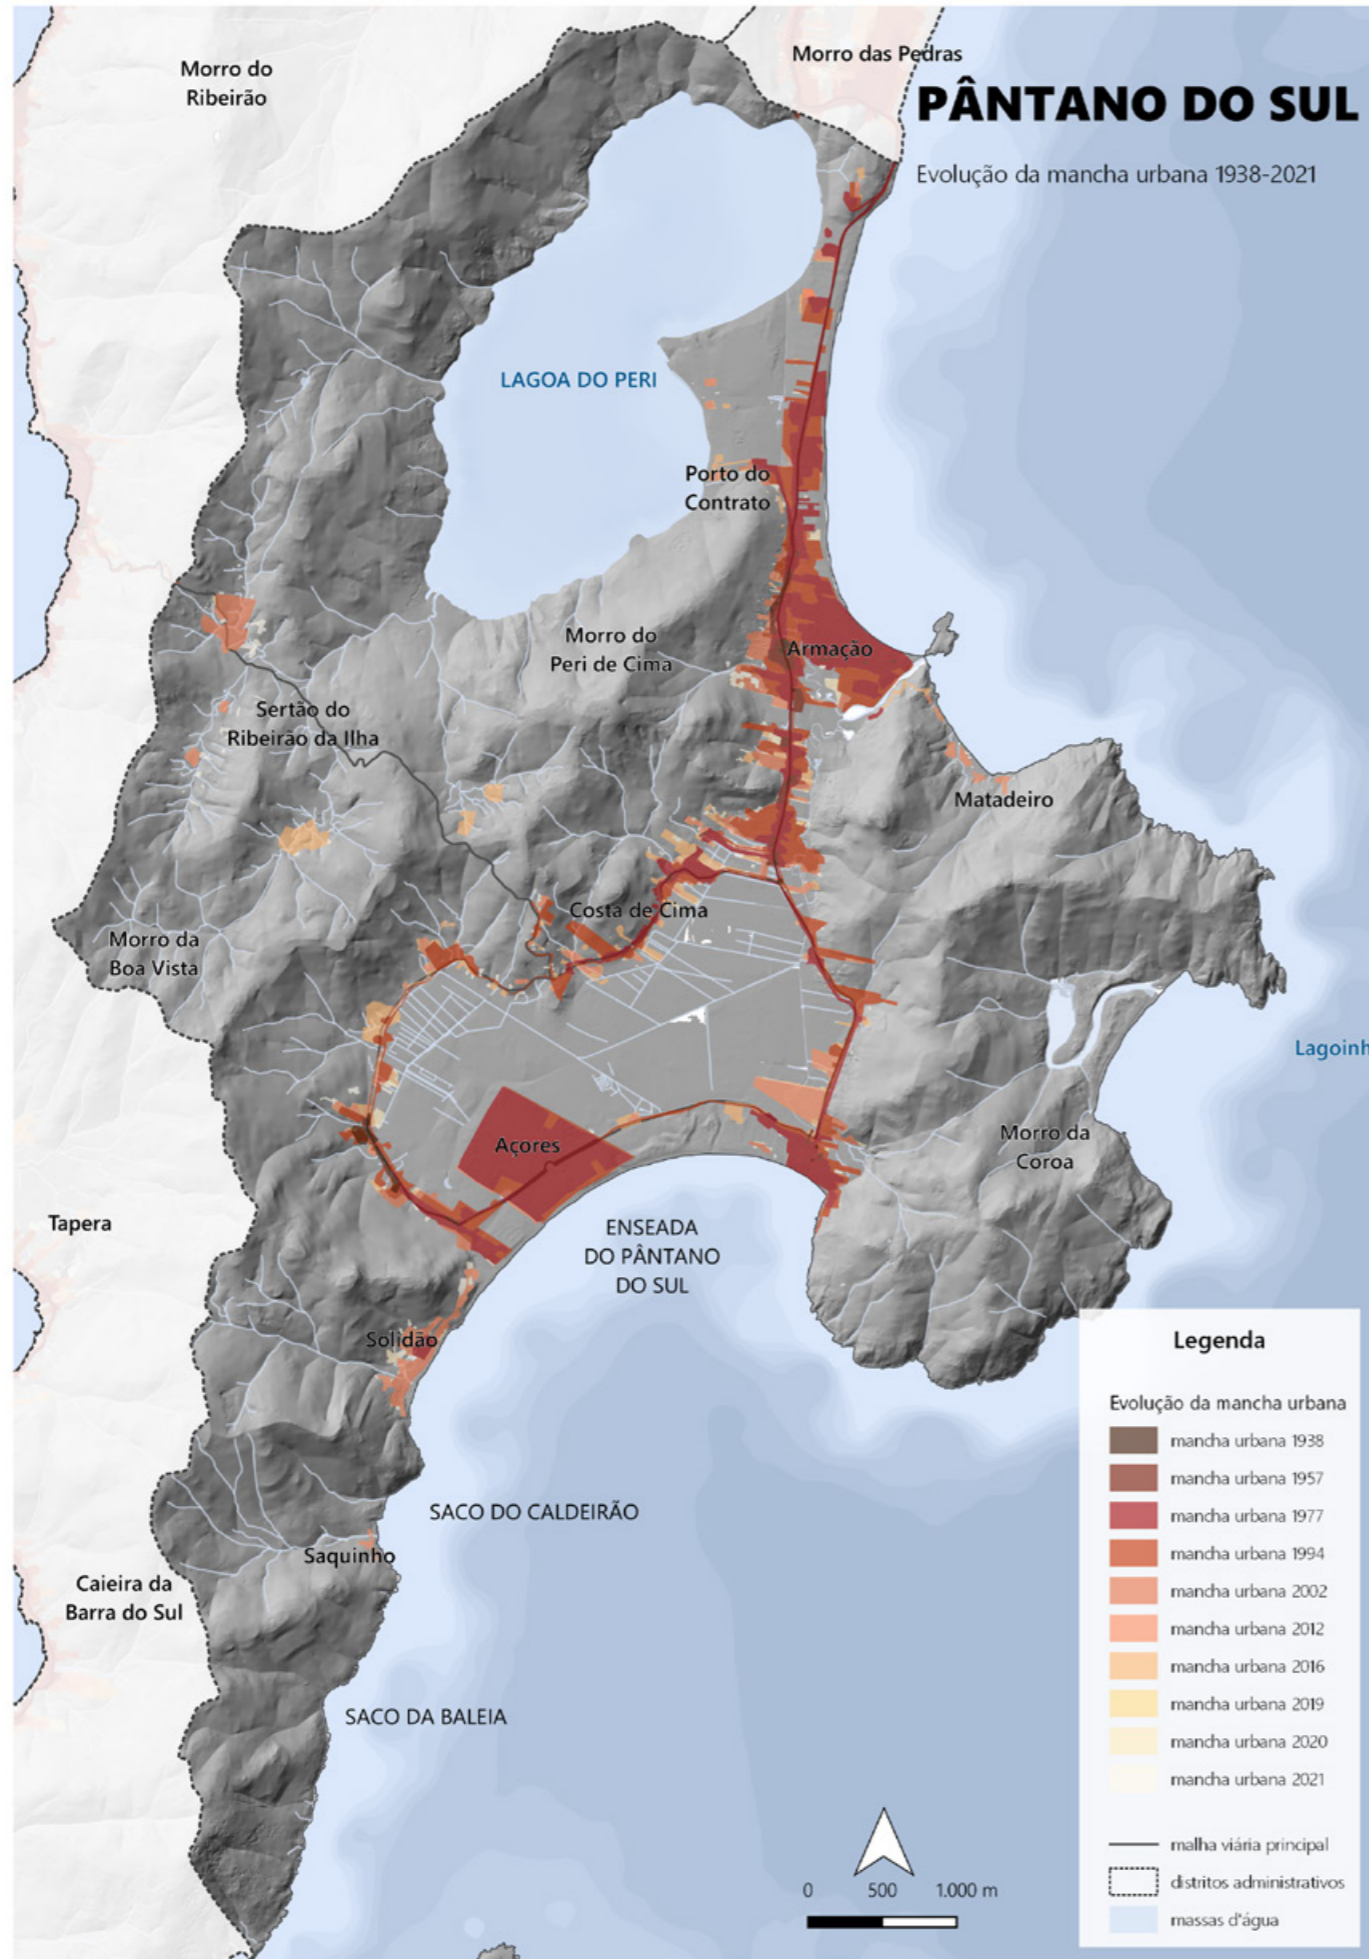 Morro das Pedras
Morro do
Ribeirão
PÂNTANO DO SUL
Evolução da mancha urbana 1938-2021
LAGOA DO PERI
Porto do
Contrato
Morro do
Peri de Cima
Armação
Sertão do
Ribeirão da Ilha
Matadeiro
Costa de Cima
Morro da
Boa Vista
Lagoinh
Açores
Morro da
Coroa
Tapera
ENSEADA
DO PÂNTANO
DO SUL
Solidão
SACO DO CALDEIRÃO
Saquinho
Caieira da
Barra do Sul
SACO DA BALEIA
0 500 1.000 m
Legenda
Evolução da mancha urbana
mancha urbana 1938
mancha urbana 1957
mancha urbana 1977
mancha urbana 1994
mancha urbana 2002
mancha urbana 2012
mancha urbana 2016
mancha urbana 2019
mancha urbana 2020
mancha urbana 2021
malha viária principal
distritos administrativos
massas d'água